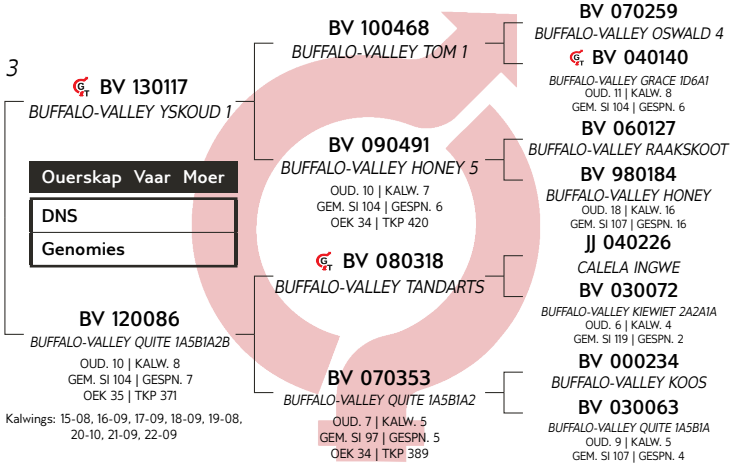 3
BV 130117
BUFFALO-VALLEY YSKOUD 1
Ouerskap Vaar Moer
DNS
Genomies
BV 120086
BUFFALO-VALLEY QUITE 1A5B1A2B
OUD. 10 | KALW. 8
GEM. SI 104 | GESPN. 7
OEK 35 | TKP 371
Kalwings: 15-08, 16-09, 17-09, 18-09, 19-08,
20-10, 21-09, 22-09
BV 100468
BUFFALO-VALLEY TOM 1
BV 090491
BUFFALO-VALLEY HONEY 5
OUD. 10 | KALW. 7
GEM. SI 104 | GESPN. 6
OEK 34 | TKP 420
BV 080318
BUFFALO-VALLEY TANDARTS
BV 070353
BUFFALO-VALLEY QUITE 1A5B1A2
OUD. 7 | KALW. 5
GEM. SI 97 | GESPN. 5
OEK 34 | TKP 389
BV 070259
BUFFALO-VALLEY OSWALD 4
BV 040140
BUFFALO-VALLEY GRACE 1D6A1
OUD. 11 | KALW. 8
GEM. SI 104 | GESPN. 6
BV 060127
BUFFALO-VALLEY RAAKSKOOT
BV 980184
BUFFALO-VALLEY HONEY
OUD. 18 | KALW. 16
GEM. SI 107 | GESPN. 16
JJ 040226
CALELA INGWE
BV 030072
BUFFALO-VALLEY KIEWIET 2A2A1A
OUD. 6 | KALW. 4
GEM. SI 119 | GESPN. 2
BV 000234
BUFFALO-VALLEY KOOS
BV 030063
BUFFALO-VALLEY QUITE 1A5B1A
OUD. 9 | KALW. 5
GEM. SI 107 | GESPN. 4